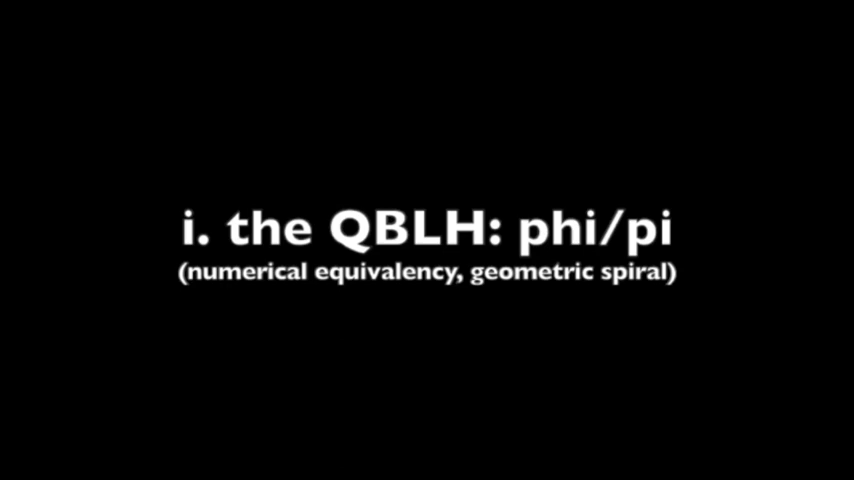 i. the QBLH: phi/pi
(numerical equivalency, geometric spiral)